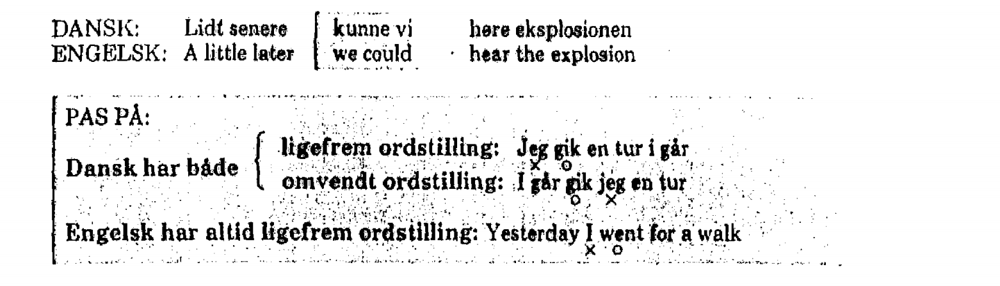 DANSK: Lidt senere kunne vi høre eksplosionen
ENGELSK: A little later we could hear the explosion
PAS PÅ:
Dansk har både
ligefrem ordstilling: Jeg gik en tur i går
x o
omvendt ordstilling: I går gik jeg en tur
o x
Engelsk har altid ligefrem ordstilling: Yesterday I went for a walk
x o